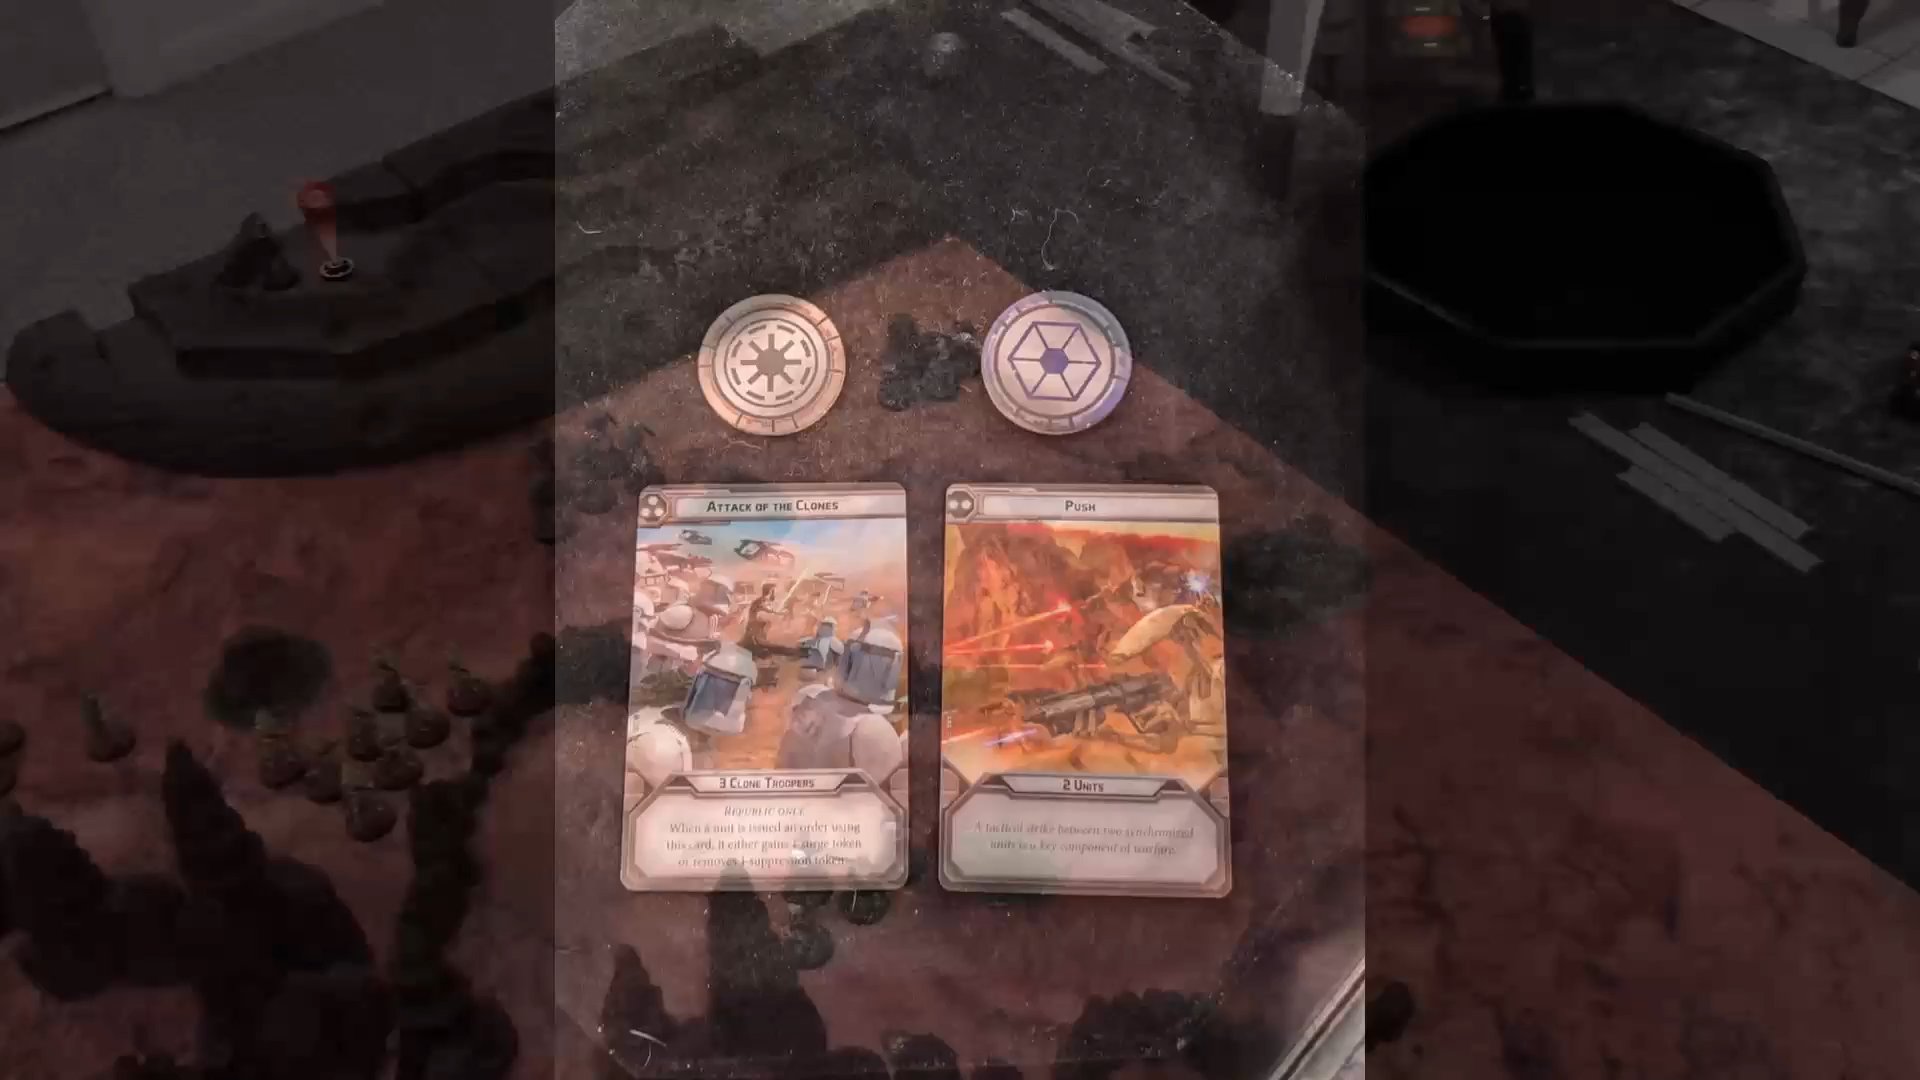 Attack of the Clones
3 Clone Troopers
Republic only
When a unit is issued an order using
this card, it either gains 1 surge token
or removes 1 suppression token.
Push
2 Units
A tactical strike between two synchronized
units is a key component of warfare.